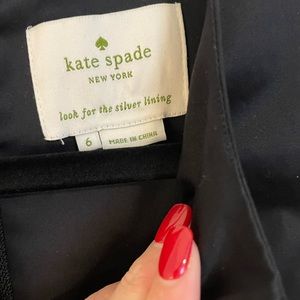 kate spade
NEW YORK
look for the silver lining
6
MADE IN CHINA